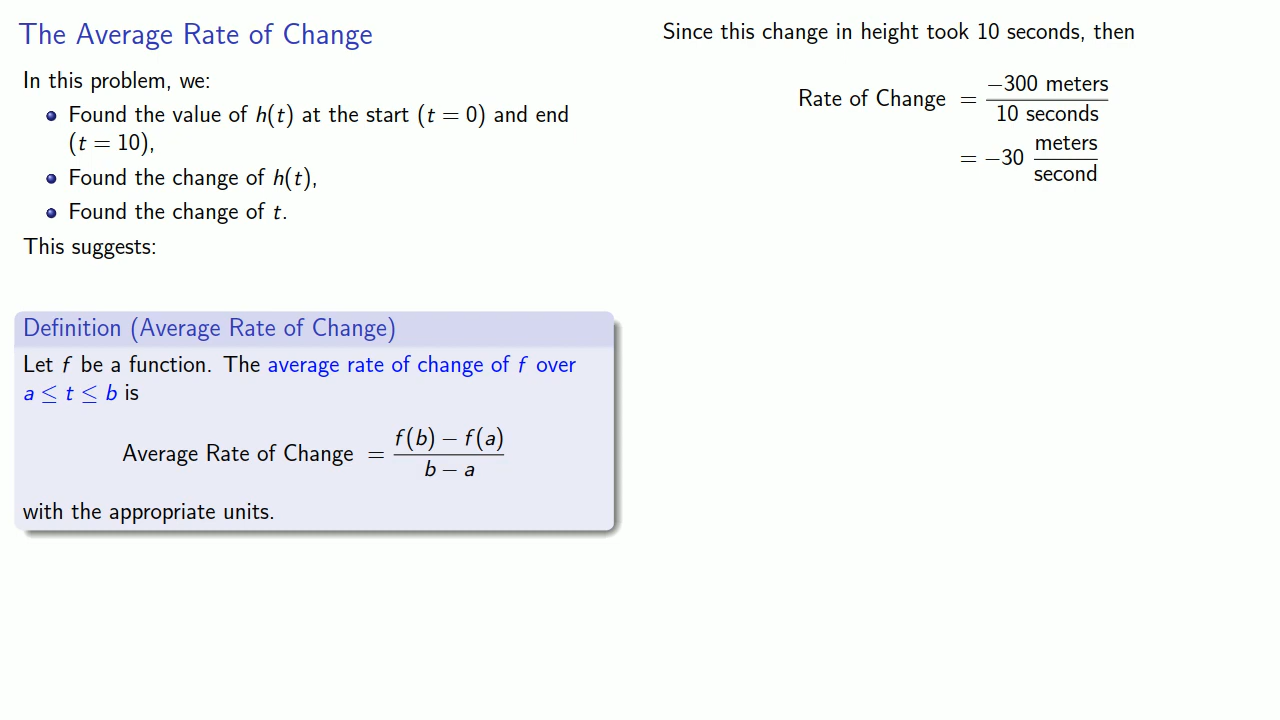 The Average Rate of Change
In this problem, we:
Found the value of h(t) at the start (t = 0) and end
(t = 10),
Found the change of h(t),
Found the change of t.
This suggests:
Definition (Average Rate of Change)
Let f be a function. The average rate of change of f over
a ≤ t ≤ b is
Average Rate of Change = \frac{f(b) − f(a)}{b − a}
with the appropriate units.
Since this change in height took 10 seconds, then
Rate of Change = \frac{−300 meters}{10 seconds}
= −30 \frac{meters}{second}